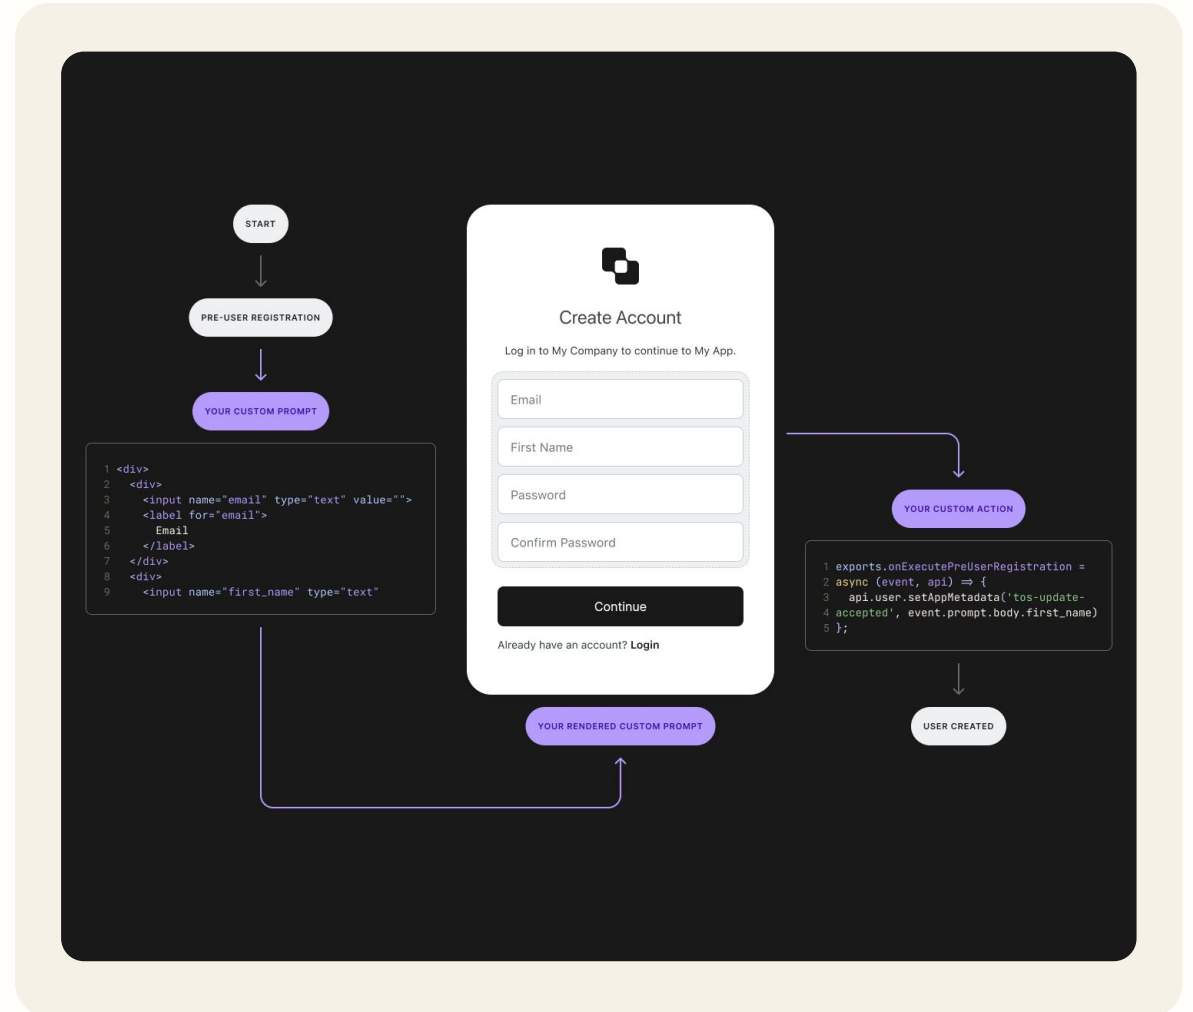 START
PRE-USER REGISTRATION
YOUR CUSTOM PROMPT
1 <div>
2   <div>
3     <input name="email" type="text" value="">
4     <label for="email">
5       Email
6     </label>
7   </div>
8   <div>
9     <input name="first_name" type="text"
Create Account
Log in to My Company to continue to My App.
Email
First Name
Password
Confirm Password
Continue
Already have an account? Login
YOUR RENDERED CUSTOM PROMPT
YOUR CUSTOM ACTION
1 exports.onExecutePreUserRegistration =
2 async (event, api) ⇒ {
3   api.user.setAppMetadata('tos-update-
4 accepted', event.prompt.body.first_name)
5 };
USER CREATED